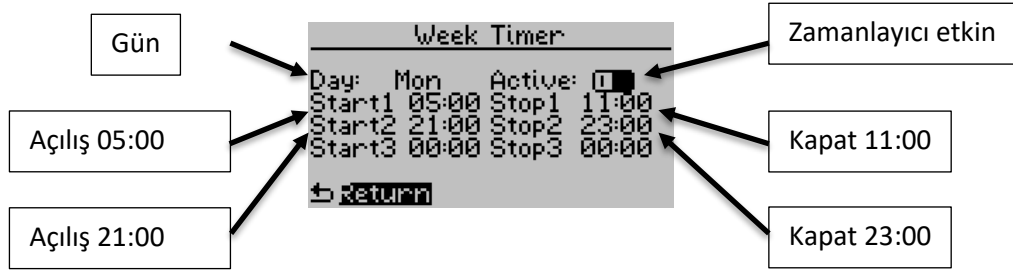 Gün
Zamanlayıcı etkin
Açılış 05:00
Kapat 11:00
Açılış 21:00
Kapat 23:00
Week Timer
Day: Mon Active: I
Start1 05:00 Stop1 11:00
Start2 21:00 Stop2 23:00
Start3 00:00 Stop3 00:00
Return